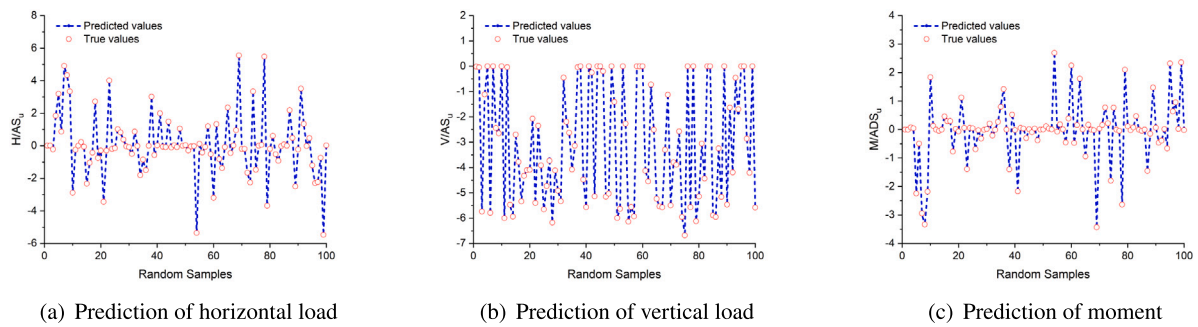 8
6
4
2
0
-2
-4
-6
0 20 40 60 80 100
H/AS_u
Random Samples
Predicted values
True values
(a) Prediction of horizontal load
2
1
0
-1
-2
-3
-4
-5
-6
-7
0 20 40 60 80 100
V/AS_u
Random Samples
Predicted values
True values
(b) Prediction of vertical load
4
3
2
1
0
-1
-2
-3
-4
0 20 40 60 80 100
M/ADS_u
Random Samples
Predicted values
True values
(c) Prediction of moment